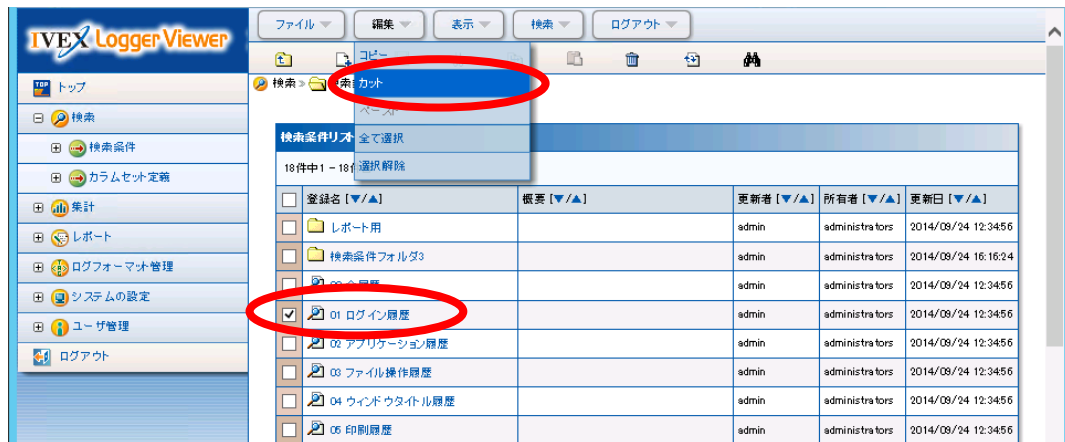 IVEX Logger Viewer
ファイル 編集 表示 検索 ログアウト
コピー
カット
ペースト
全て選択
選択解除
TOP トップ
検索
検索条件
カラムセット定義
集計
レポート
ログフォーマット管理
システムの設定
ユーザ管理
ログアウト
検索 »
検索条件リスト
18件中1 - 18
登録名 [▼/▲] 概要 [▼/▲] 更新者 [▼/▲] 所有者 [▼/▲] 更新日 [▼/▲]
レポート用 admin administrators 2014/09/24 12:34:56
検索条件フォルダ3 admin administrators 2014/09/24 16:16:24
00 全履歴 admin administrators 2014/09/24 12:34:56
01 ログイン履歴 admin administrators 2014/09/24 12:34:56
02 アプリケーション履歴 admin administrators 2014/09/24 12:34:56
03 ファイル操作履歴 admin administrators 2014/09/24 12:34:56
04 ウィンドウタイトル履歴 admin administrators 2014/09/24 12:34:56
05 印刷履歴 admin administrators 2014/09/24 12:34:56